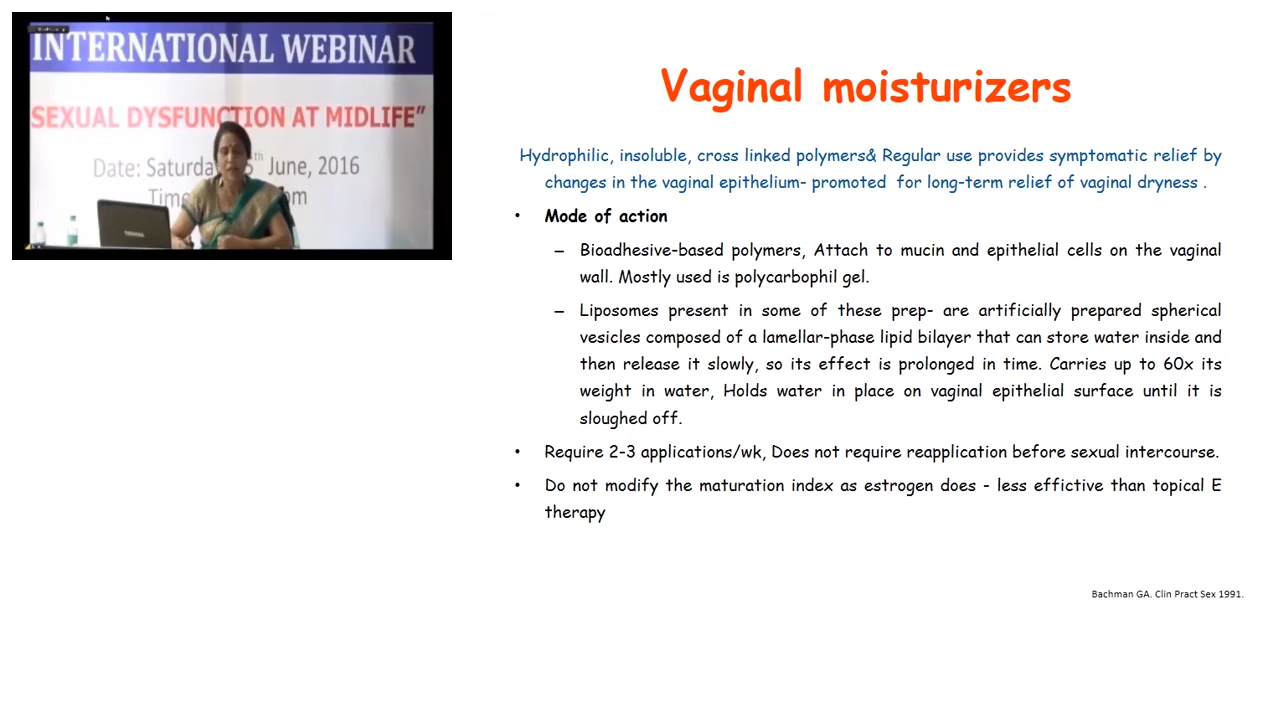 INTERNATIONAL WEBINAR
SEXUAL DYSFUNCTION AT MIDLIFE”
Date: Saturda th June, 2016
Time
TOSHIBA
Vaginal moisturizers
Hydrophilic, insoluble, cross linked polymers& Regular use provides symptomatic relief by
changes in the vaginal epithelium- promoted for long-term relief of vaginal dryness .
• Mode of action
– Bioadhesive-based polymers, Attach to mucin and epithelial cells on the vaginal
wall. Mostly used is polycarbophil gel.
– Liposomes present in some of these prep- are artificially prepared spherical
vesicles composed of a lamellar-phase lipid bilayer that can store water inside and
then release it slowly, so its effect is prolonged in time. Carries up to 60x its
weight in water, Holds water in place on vaginal epithelial surface until it is
sloughed off.
• Require 2-3 applications/wk, Does not require reapplication before sexual intercourse.
• Do not modify the maturation index as estrogen does - less effictive than topical E
therapy
Bachman GA. Clin Pract Sex 1991.